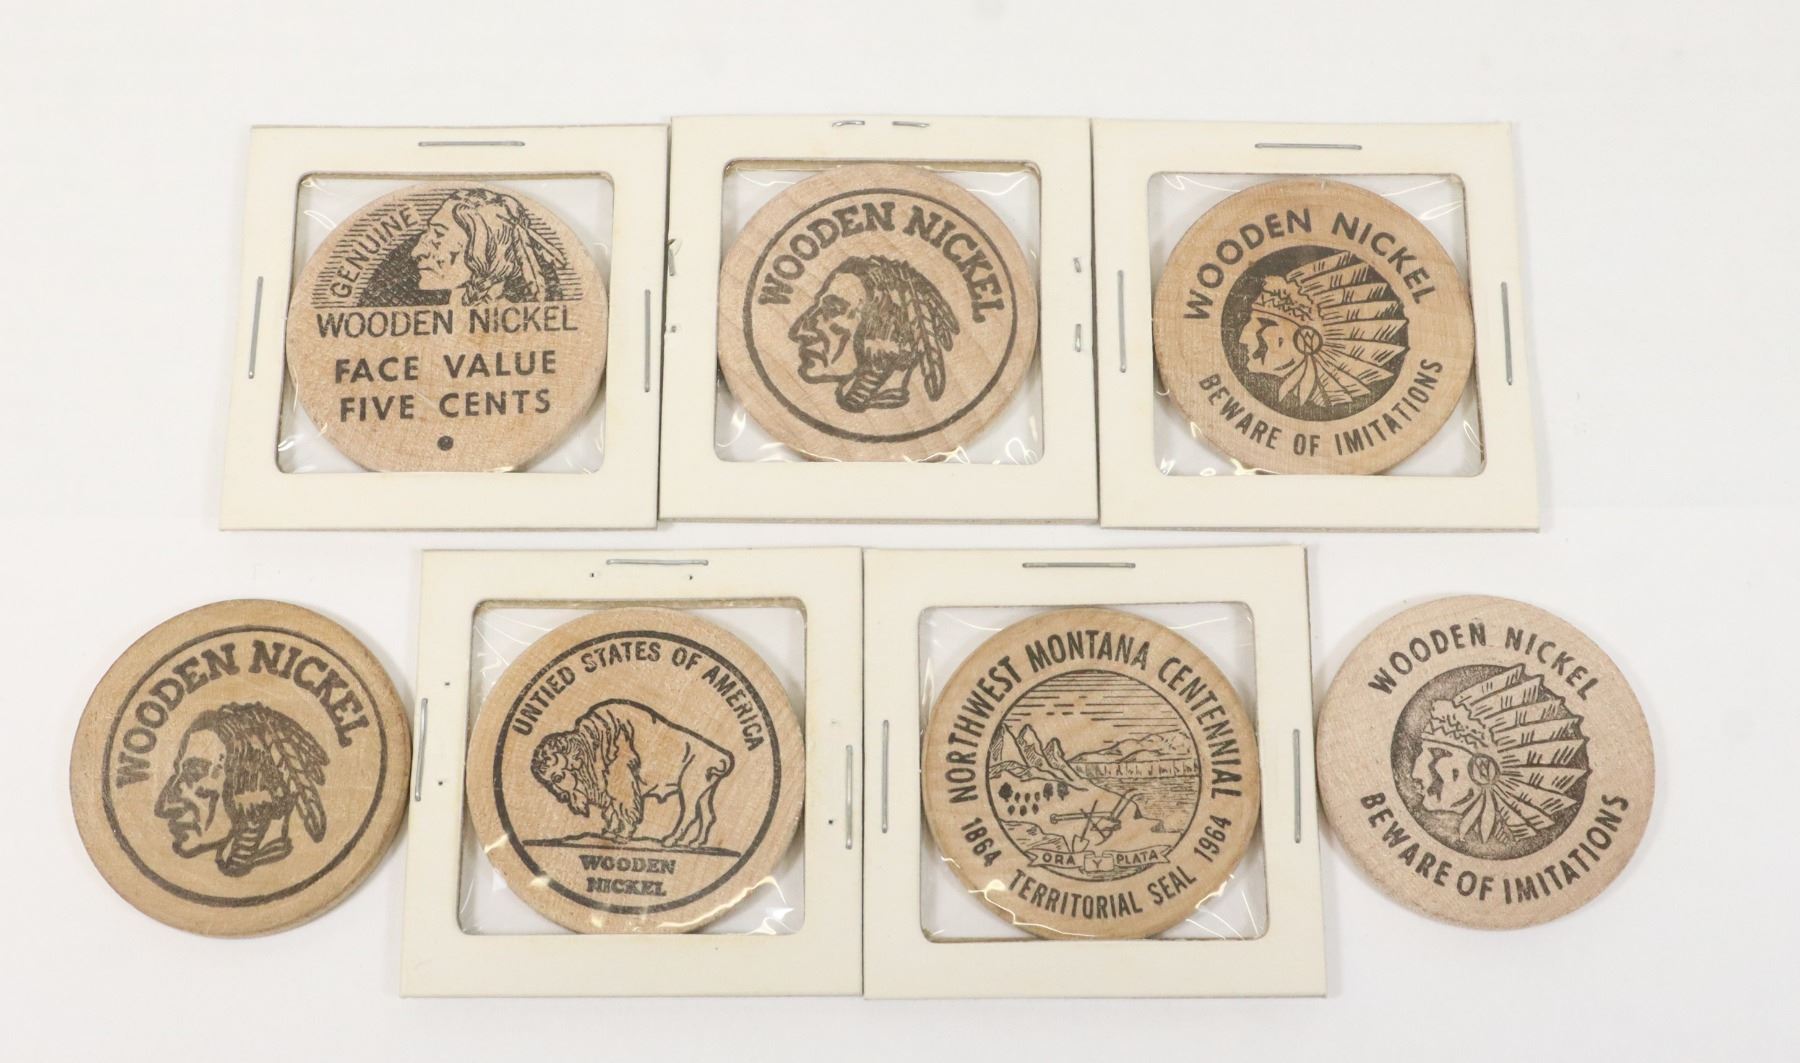 GENUINE
WOODEN NICKEL
FACE VALUE
FIVE CENTS
WOODEN NICKEL
WOODEN NICKEL
BEWARE OF IMITATIONS
WOODEN NICKEL
UNTIED STATES OF AMERICA
WOODEN
NICKEL
NORTHWEST MONTANA CENTENNIAL
ORA Y PLATA
1864 TERRITORIAL SEAL 1964
WOODEN NICKEL
BEWARE OF IMITATIONS